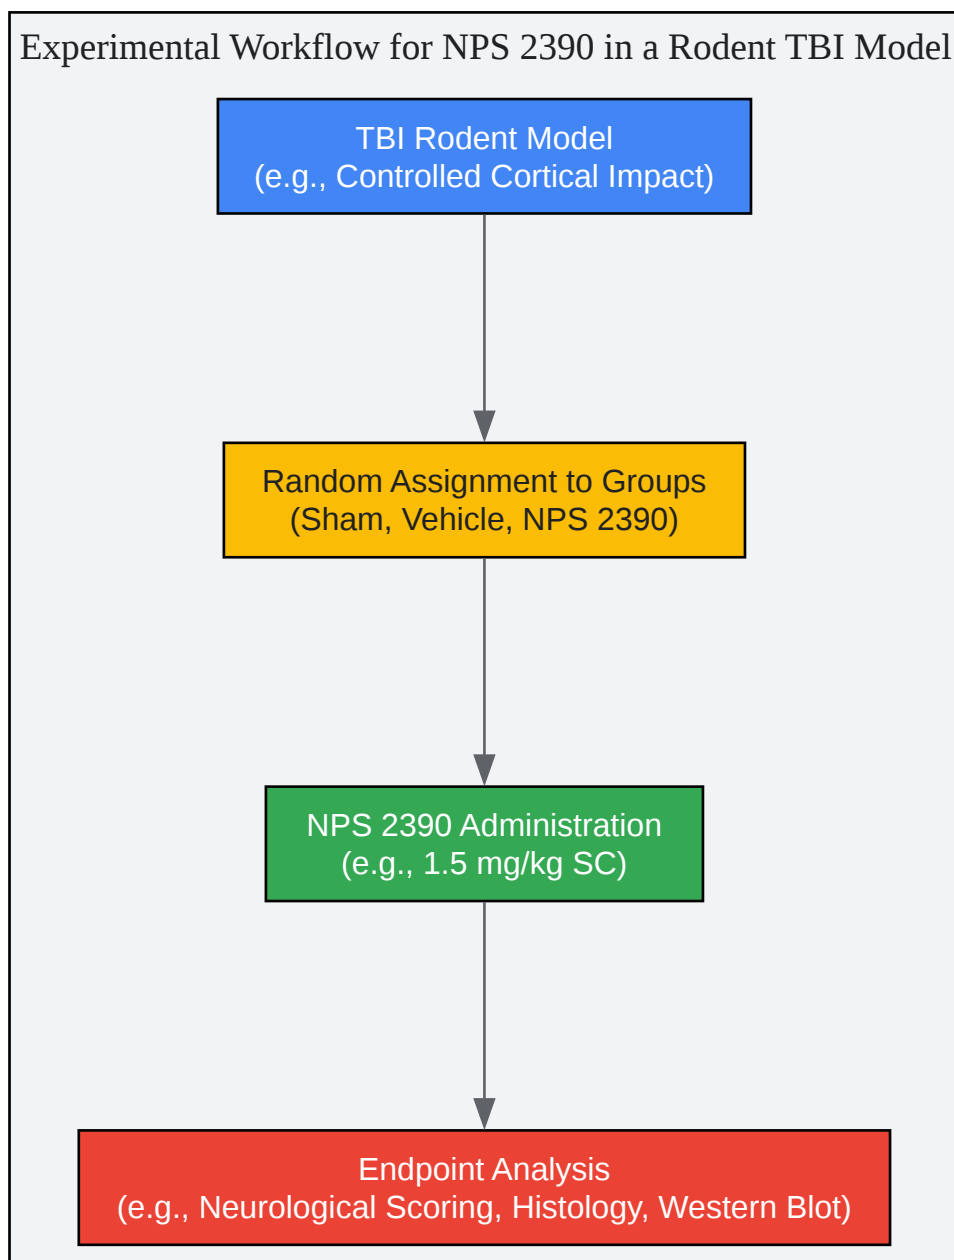 Experimental Workflow for NPS 2390 in a Rodent TBI Model
TBI Rodent Model
(e.g., Controlled Cortical Impact)
Random Assignment to Groups
(Sham, Vehicle, NPS 2390)
NPS 2390 Administration
(e.g., 1.5 mg/kg SC)
Endpoint Analysis
(e.g., Neurological Scoring, Histology, Western Blot)